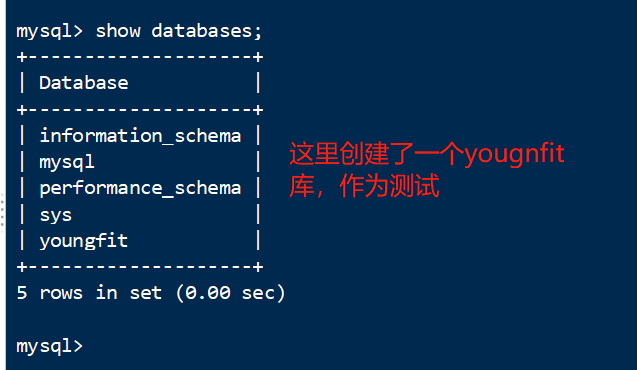 mysql> show databases;
+--------------------+
| Database           |
+--------------------+
| information_schema |
| mysql              |
| performance_schema |
| sys                |
| youngfit           |
+--------------------+
5 rows in set (0.00 sec)
mysql>
这里创建了一个yougnfit
库，作为测试